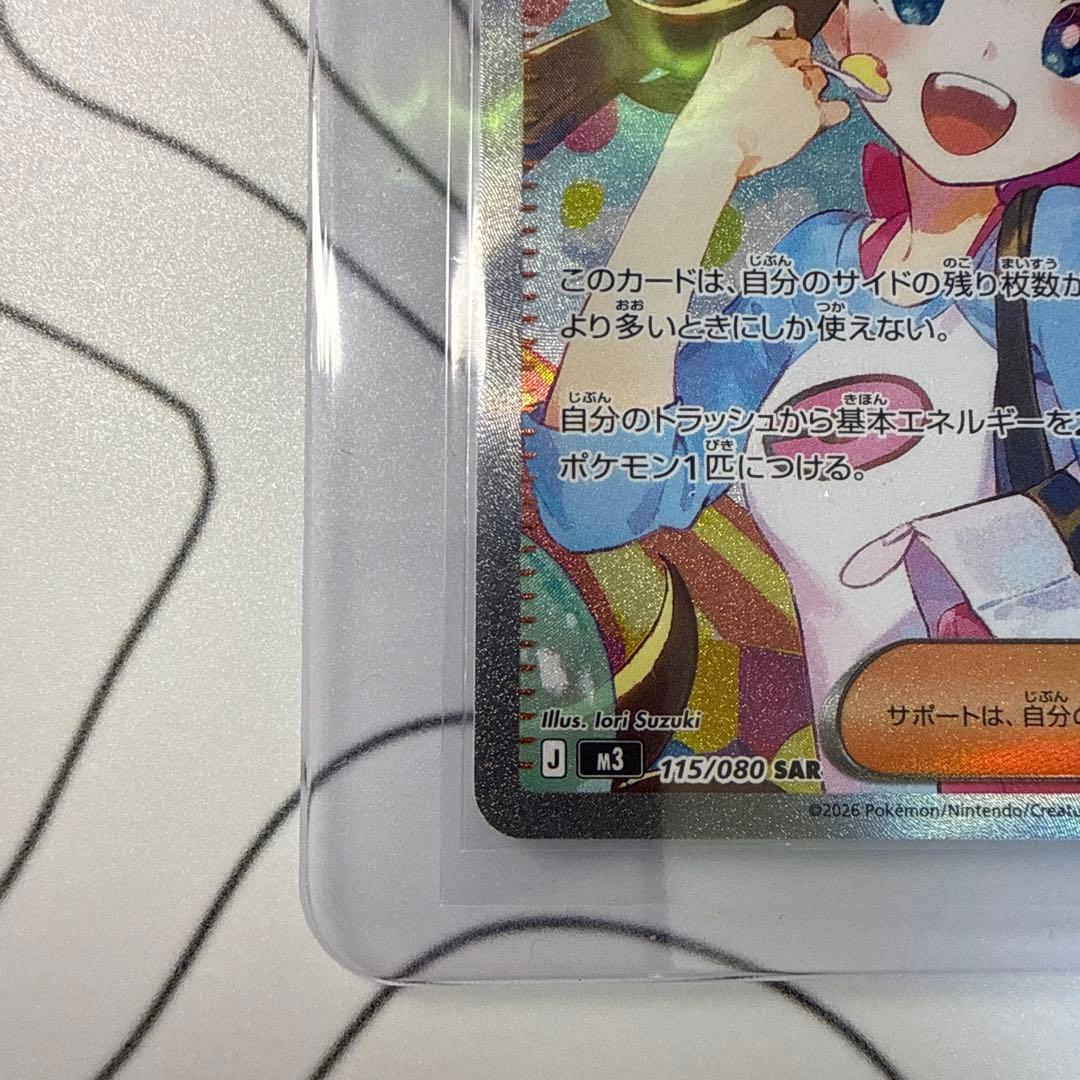 このカードは、自分のサイドの残り枚数が
より多いときにしか使えない。
自分のトラッシュから基本エネルギーを2
ポケモン1匹につける。
サポートは、自分の
Illus. Iori Suzuki
J M3 115/080 SAR
©2026 Pokémon/Nintendo/Creatu